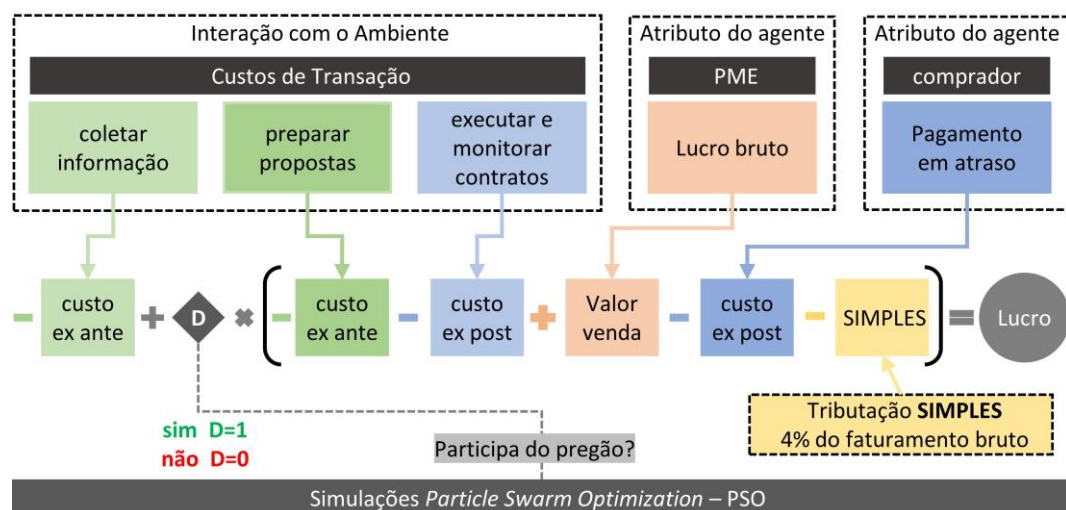 Interação com o Ambiente
Custos de Transação
coletar
informação
preparar
propostas
executar e
monitorar
contratos
Atributo do agente
PME
Lucro bruto
Atributo do agente
comprador
Pagamento
em atraso
custo
ex ante
D
custo
ex ante
custo
ex post
Valor
venda
custo
ex post
SIMPLES
Lucro
sim D=1
não D=0
Participa do pregão?
Tributação SIMPLES
4% do faturamento bruto
Simulações Particle Swarm Optimization – PSO